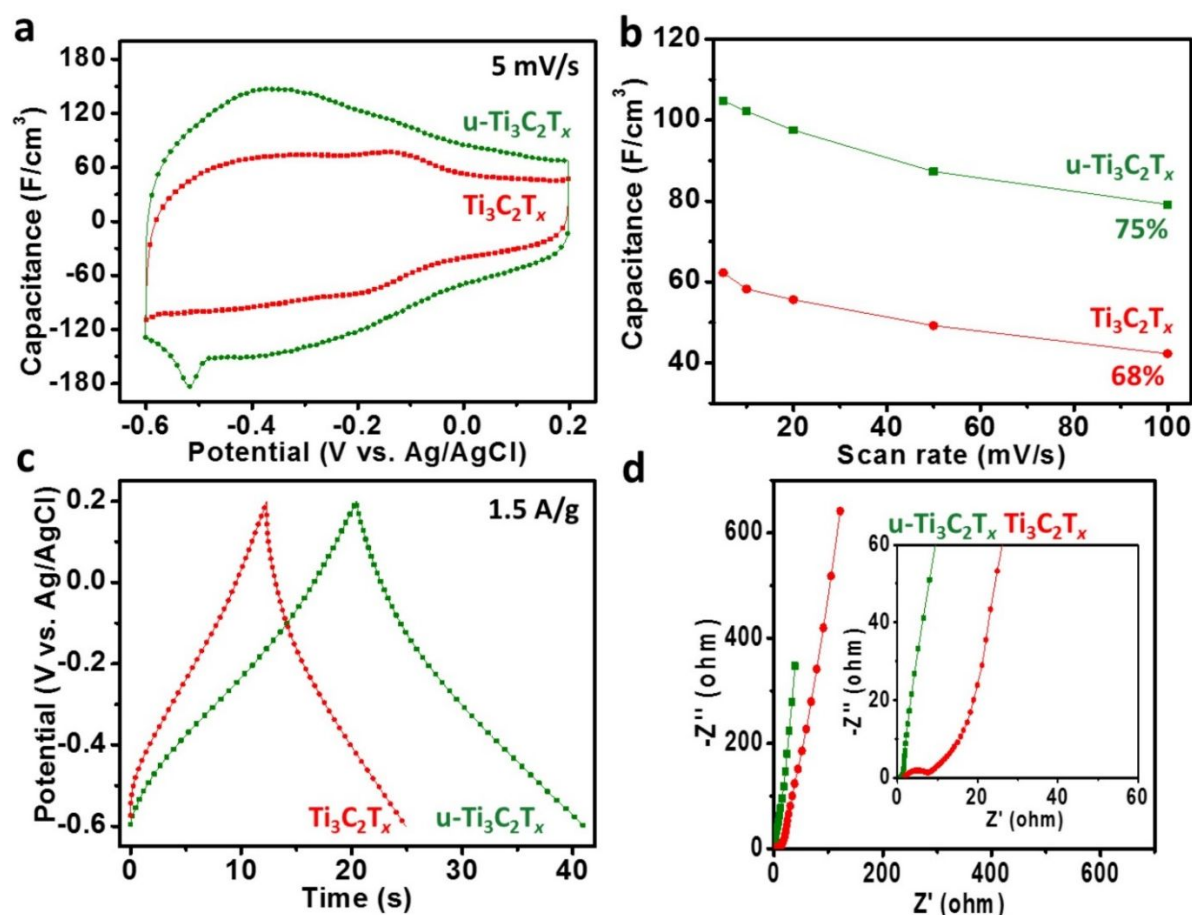 a
5 mV/s
180
120
60
0
-60
-120
-180
Capacitance (F/cm³)
u-Ti₃C₂Tₓ
Ti₃C₂Tₓ
-0.6
-0.4
-0.2
0.0
0.2
Potential (V vs. Ag/AgCl)
b
120
100
80
60
40
Capacitance (F/cm³)
u-Ti₃C₂Tₓ
75%
Ti₃C₂Tₓ
68%
20
40
60
80
100
Scan rate (mV/s)
c
1.5 A/g
0.2
0.0
-0.2
-0.4
-0.6
Potential (V vs. Ag/AgCl)
Ti₃C₂Tₓ
u-Ti₃C₂Tₓ
0
10
20
30
40
Time (s)
d
600
400
200
0
-Z'' (ohm)
u-Ti₃C₂Tₓ
Ti₃C₂Tₓ
60
40
20
0
-Z'' (ohm)
0
20
40
60
Z' (ohm)
0
200
400
600
Z' (ohm)